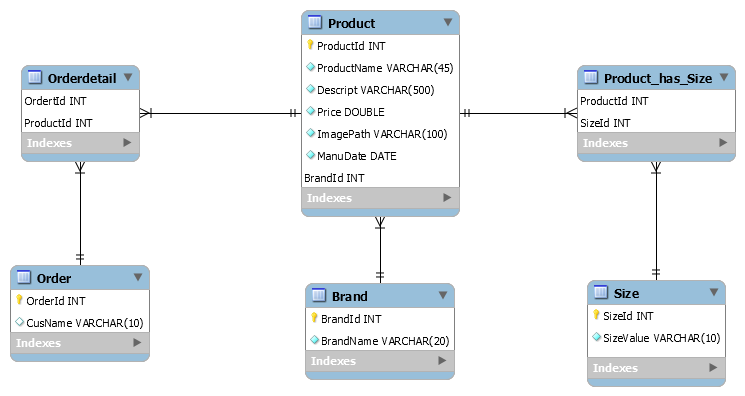 Product
ProductId INT
ProductName VARCHAR(45)
Descript VARCHAR(500)
Price DOUBLE
ImagePath VARCHAR(100)
ManuDate DATE
BrandId INT
Indexes
Orderdetail
OrdertId INT
ProductId INT
Indexes
Product_has_Size
ProductId INT
SizeId INT
Indexes
Order
OrderId INT
CusName VARCHAR(10)
Indexes
Brand
BrandId INT
BrandName VARCHAR(20)
Indexes
Size
SizeId INT
SizeValue VARCHAR(10)
Indexes